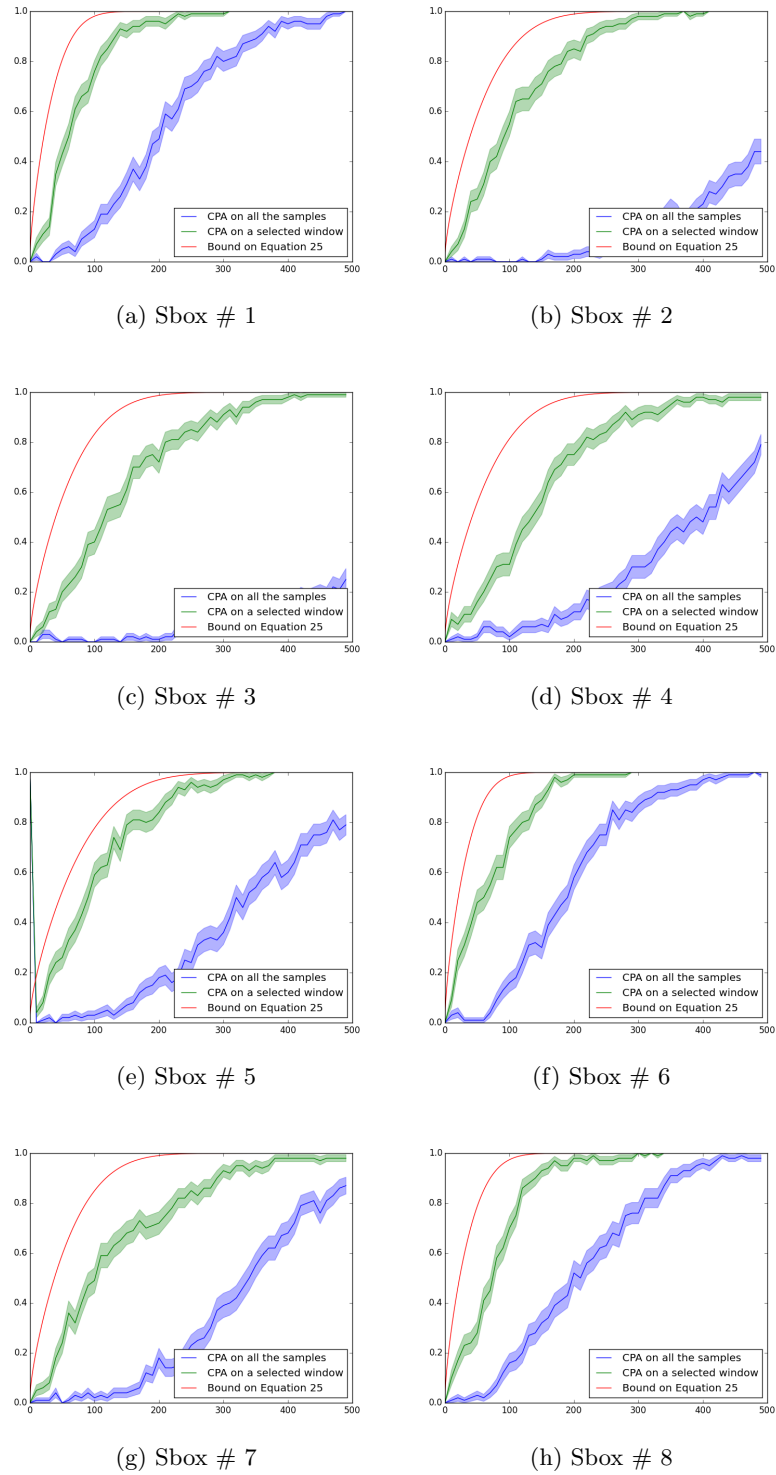 1.0
0.8
0.6
0.4
0.2
0.0
0 100 200 300 400 500
CPA on all the samples
CPA on a selected window
Bound on Equation 25
(a) Sbox # 1
1.0
0.8
0.6
0.4
0.2
0.0
0 100 200 300 400 500
CPA on all the samples
CPA on a selected window
Bound on Equation 25
(b) Sbox # 2
1.0
0.8
0.6
0.4
0.2
0.0
0 100 200 300 400 500
CPA on all the samples
CPA on a selected window
Bound on Equation 25
(c) Sbox # 3
1.0
0.8
0.6
0.4
0.2
0.0
0 100 200 300 400 500
CPA on all the samples
CPA on a selected window
Bound on Equation 25
(d) Sbox # 4
1.0
0.8
0.6
0.4
0.2
0.0
0 100 200 300 400 500
CPA on all the samples
CPA on a selected window
Bound on Equation 25
(e) Sbox # 5
1.0
0.8
0.6
0.4
0.2
0.0
0 100 200 300 400 500
CPA on all the samples
CPA on a selected window
Bound on Equation 25
(f) Sbox # 6
1.0
0.8
0.6
0.4
0.2
0.0
0 100 200 300 400 500
CPA on all the samples
CPA on a selected window
Bound on Equation 25
(g) Sbox # 7
1.0
0.8
0.6
0.4
0.2
0.0
0 100 200 300 400 500
CPA on all the samples
CPA on a selected window
Bound on Equation 25
(h) Sbox # 8